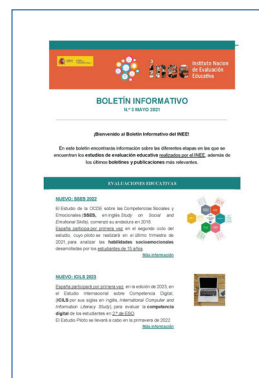 inee Instituto Nacional
de Evaluación
Educativa
BOLETÍN INFORMATIVO
N.º 3 MAYO 2021
¡Bienvenido al Boletín Informativo del INEE!
En este boletín encontrarás información sobre las diferentes etapas en las que se
encuentran los estudios de evaluación educativa realizados por el INEE, además de
los últimos boletines y publicaciones más relevantes.
EVALUACIONES EDUCATIVAS
NUEVO: SSES 2022
El Estudio de la OCDE sobre las Competencias Sociales y
Emocionales (SSES, en inglés Study on Social and
Emotional Skills), comenzó su andadura en 2016.
España participa por primera vez en el segundo ciclo del
estudio, cuyo piloto se realizará en el último trimestre de
2021, para analizar las habilidades socioemocionales
desarrolladas por los estudiantes de 15 años.
Más información
NUEVO: ICILS 2023
España participará por primera vez, en la edición de 2023, en
el Estudio Internacional sobre Competencia Digital,
(ICILS por sus siglas en inglés, International Computer and
Information Literacy Study), para evaluar la competencia
digital de los estudiantes en 2.º de ESO.
El Estudio Piloto se llevará a cabo en la primavera de 2022.
Más información